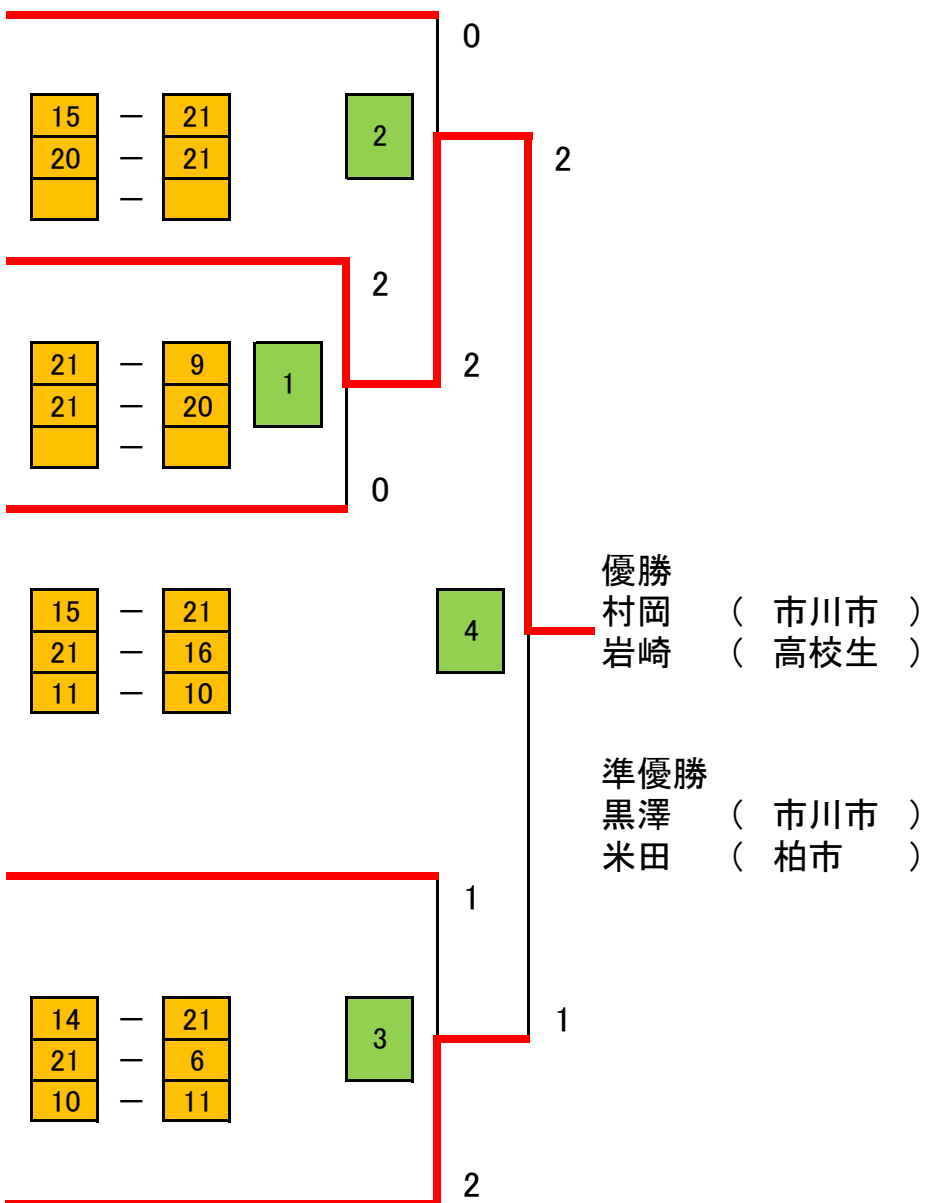 0
15 － 21
20 － 21
－
2
2
2
21 － 9
21 － 20
－
1
2
0
15 － 21
21 － 16
11 － 10
4
優勝
村岡 （ 市川市 ）
岩崎 （ 高校生 ）
準優勝
黒澤 （ 市川市 ）
米田 （ 柏市 ）
1
14 － 21
21 － 6
10 － 11
3
1
2